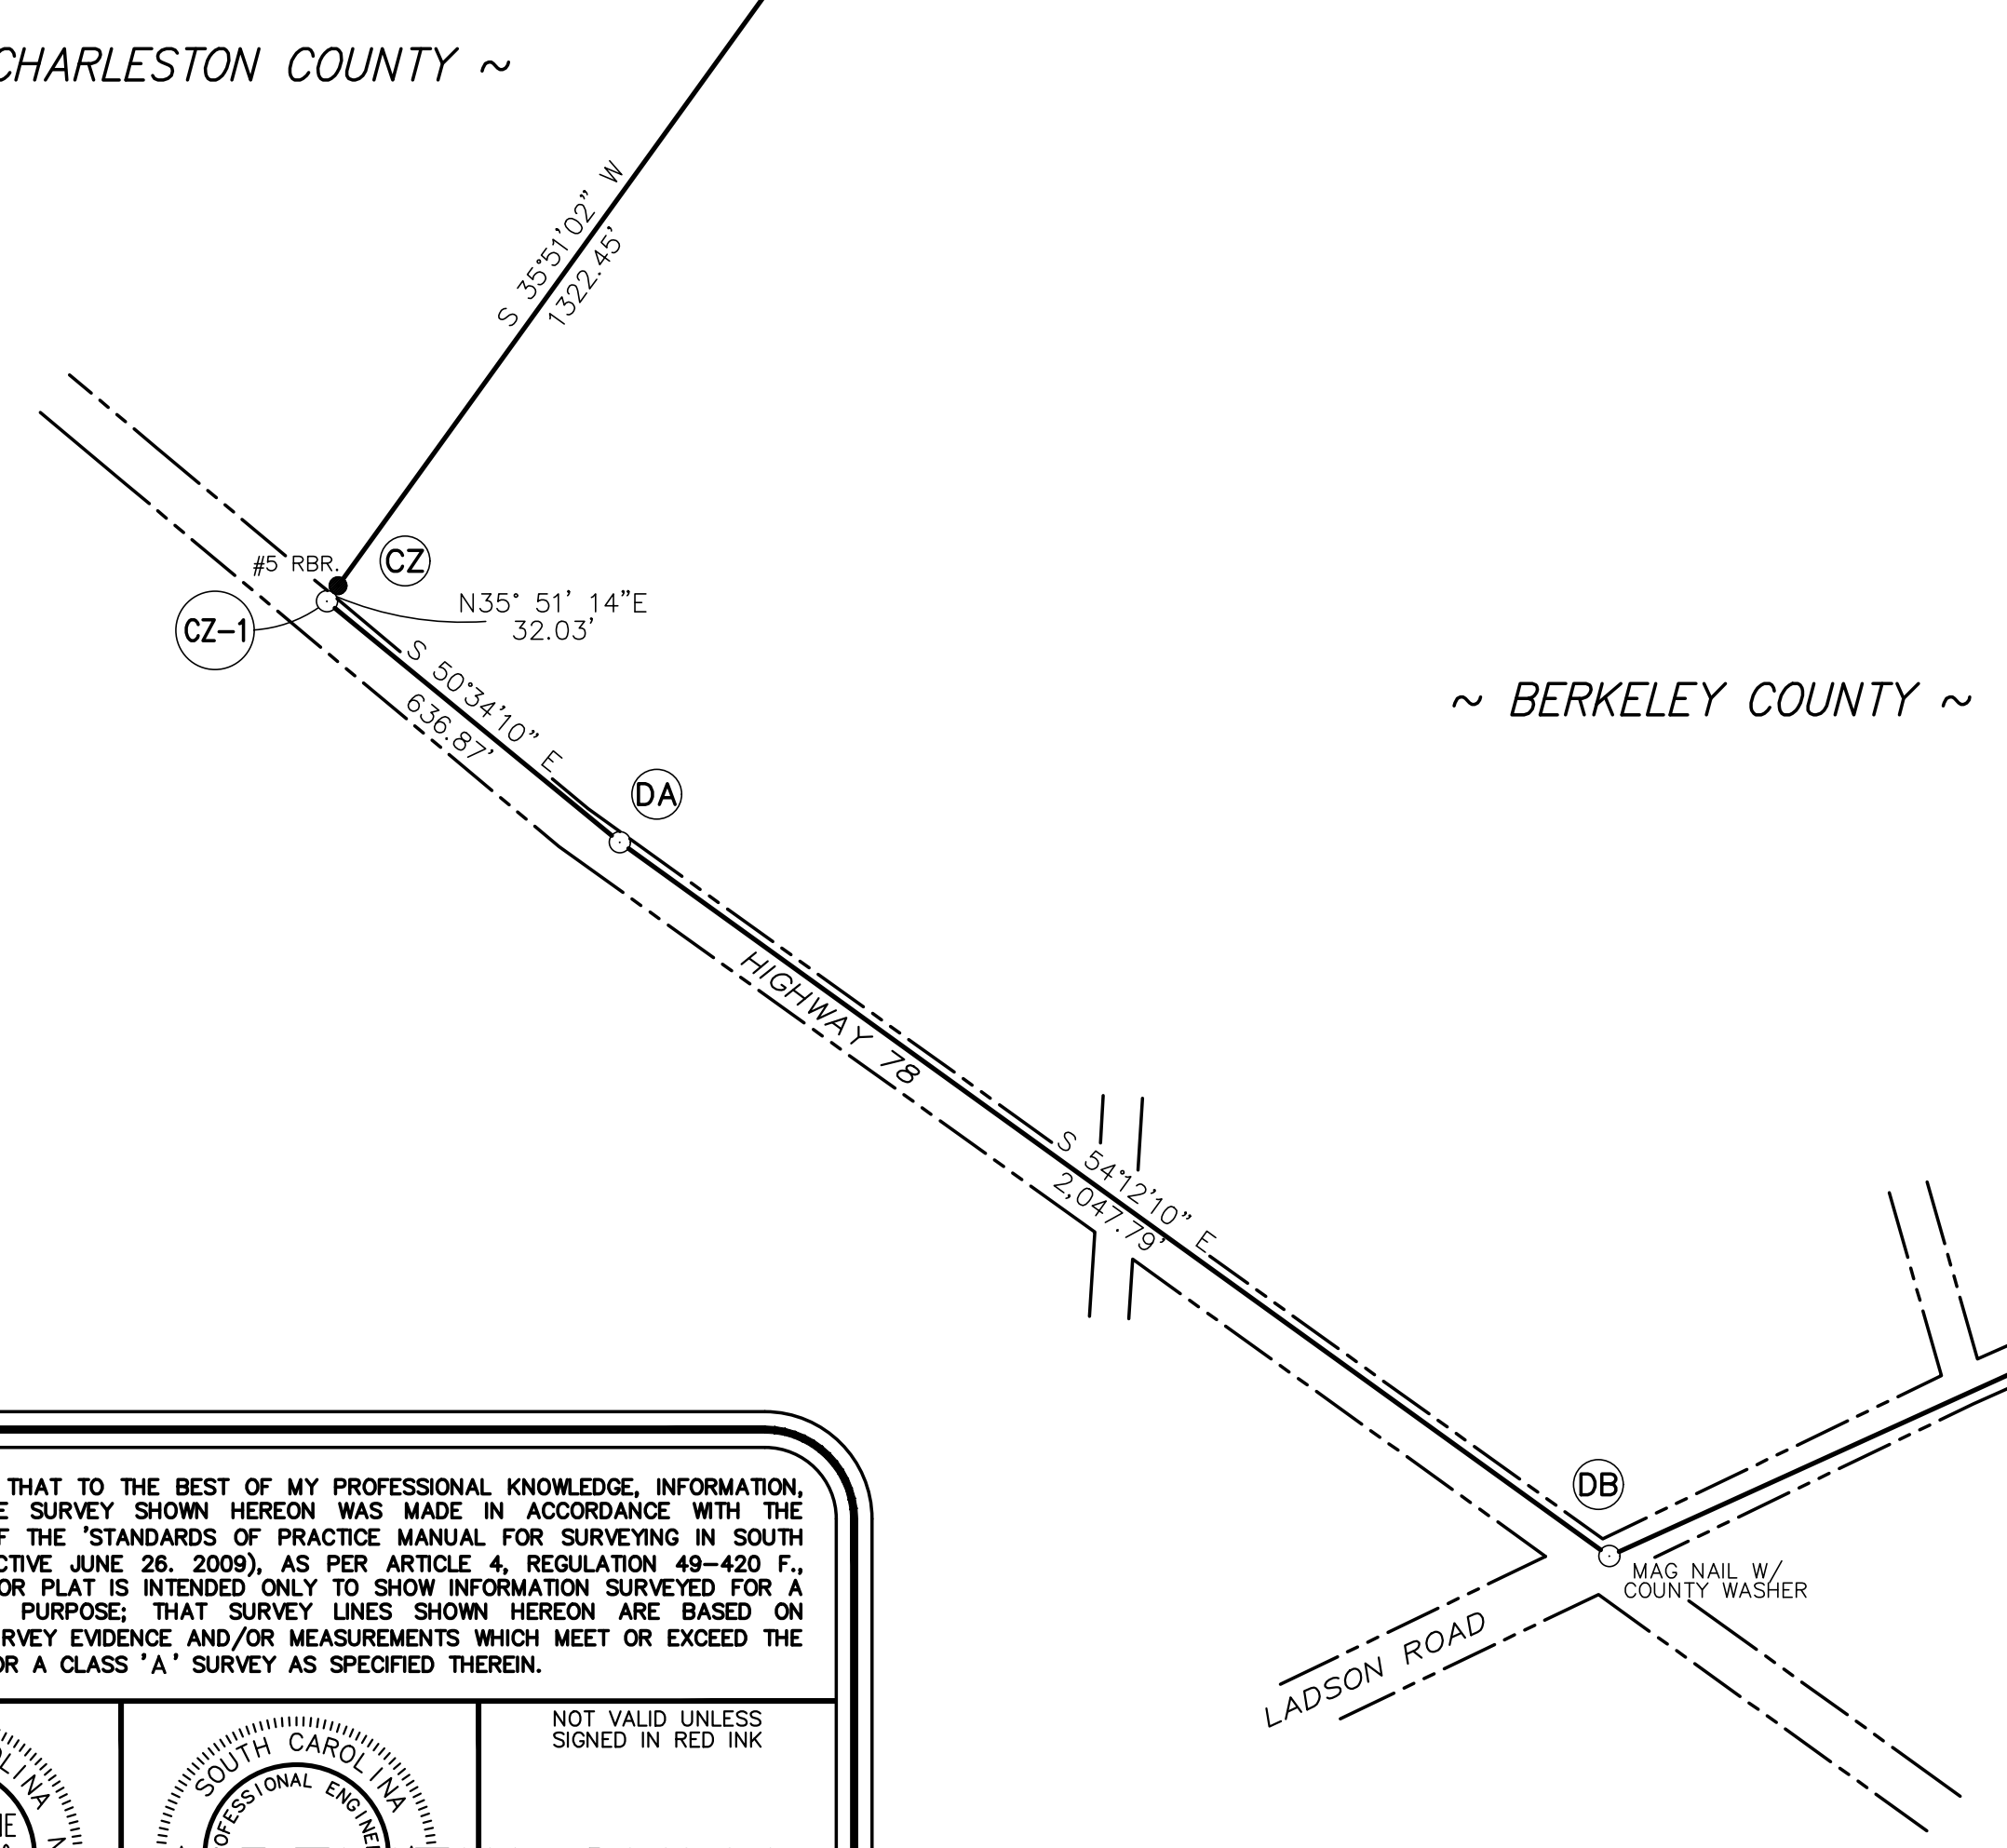 CHARLESTON COUNTY ~
S 35°51'02" W
1322.45'
#5 RBR.
CZ
CZ-1
N35° 51' 14"E
32.03'
S 50°34'10" E
636.87'
~ BERKELEY COUNTY ~
DA
HIGHWAY 78
S 54°12'10" E
2,047.79'
DB
MAG NAIL W/
COUNTY WASHER
LADSON ROAD
THAT TO THE BEST OF MY PROFESSIONAL KNOWLEDGE, INFORMATION,
E SURVEY SHOWN HEREON WAS MADE IN ACCORDANCE WITH THE
F THE 'STANDARDS OF PRACTICE MANUAL FOR SURVEYING IN SOUTH
CTIVE JUNE 26. 2009), AS PER ARTICLE 4, REGULATION 49-420 F.,
OR PLAT IS INTENDED ONLY TO SHOW INFORMATION SURVEYED FOR A
PURPOSE; THAT SURVEY LINES SHOWN HEREON ARE BASED ON
RVEY EVIDENCE AND/OR MEASUREMENTS WHICH MEET OR EXCEED THE
OR A CLASS 'A' SURVEY AS SPECIFIED THEREIN.
NOT VALID UNLESS
SIGNED IN RED INK
SOUTH CAROLINA
OFESSIONAL ENGINEE